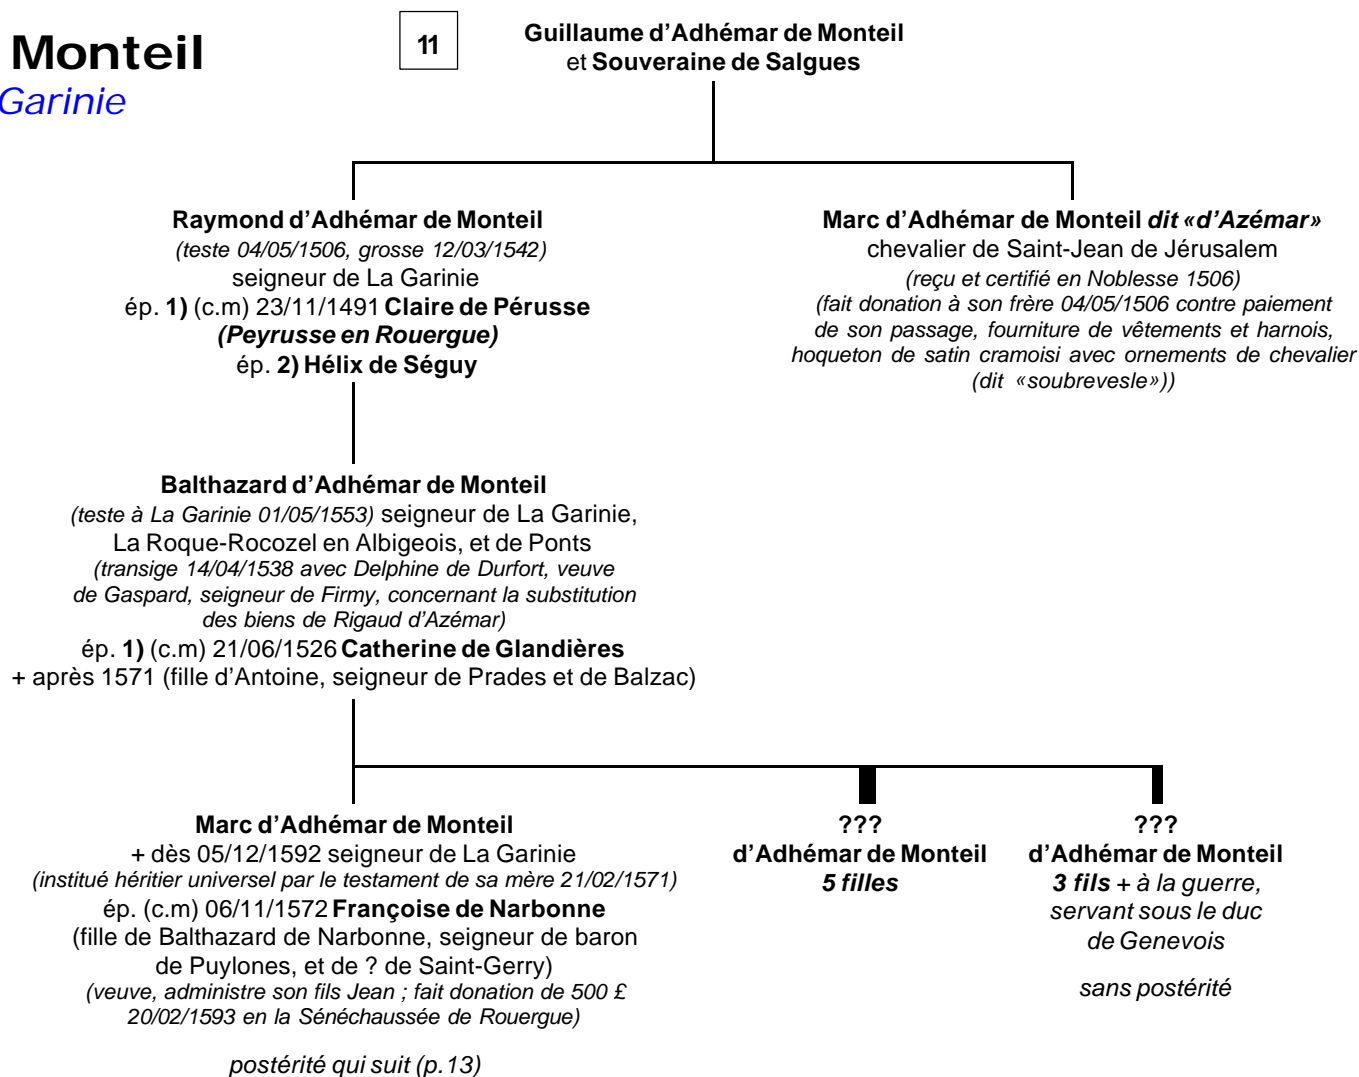 Monteil
Garinie
11
Guillaume d’Adhémar de Monteil
et Souveraine de Salgues
Raymond d’Adhémar de Monteil
(teste 04/05/1506, grosse 12/03/1542)
seigneur de La Garinie
ép. 1) (c.m) 23/11/1491 Claire de Pérusse
(Peyrusse en Rouergue)
ép. 2) Hélix de Séguy
Marc d’Adhémar de Monteil dit «d’Azémar»
chevalier de Saint-Jean de Jérusalem
(reçu et certifié en Noblesse 1506)
(fait donation à son frère 04/05/1506 contre paiement
de son passage, fourniture de vêtements et harnois,
hoqueton de satin cramoisi avec ornements de chevalier
(dit «soubrevesle»))
Balthazard d’Adhémar de Monteil
(teste à La Garinie 01/05/1553) seigneur de La Garinie,
La Roque-Rocozel en Albigeois, et de Ponts
(transige 14/04/1538 avec Delphine de Durfort, veuve
de Gaspard, seigneur de Firmy, concernant la substitution
des biens de Rigaud d’Azémar)
ép. 1) (c.m) 21/06/1526 Catherine de Glandières
+ après 1571 (fille d’Antoine, seigneur de Prades et de Balzac)
Marc d’Adhémar de Monteil
+ dès 05/12/1592 seigneur de La Garinie
(institué héritier universel par le testament de sa mère 21/02/1571)
ép. (c.m) 06/11/1572 Françoise de Narbonne
(fille de Balthazard de Narbonne, seigneur de baron
de Puylones, et de ? de Saint-Gerry)
(veuve, administre son fils Jean ; fait donation de 500 £
20/02/1593 en la Sénéchaussée de Rouergue)
postérité qui suit (p.13)
???
d’Adhémar de Monteil
5 filles
???
d’Adhémar de Monteil
3 fils + à la guerre,
servant sous le duc
de Genevois
sans postérité